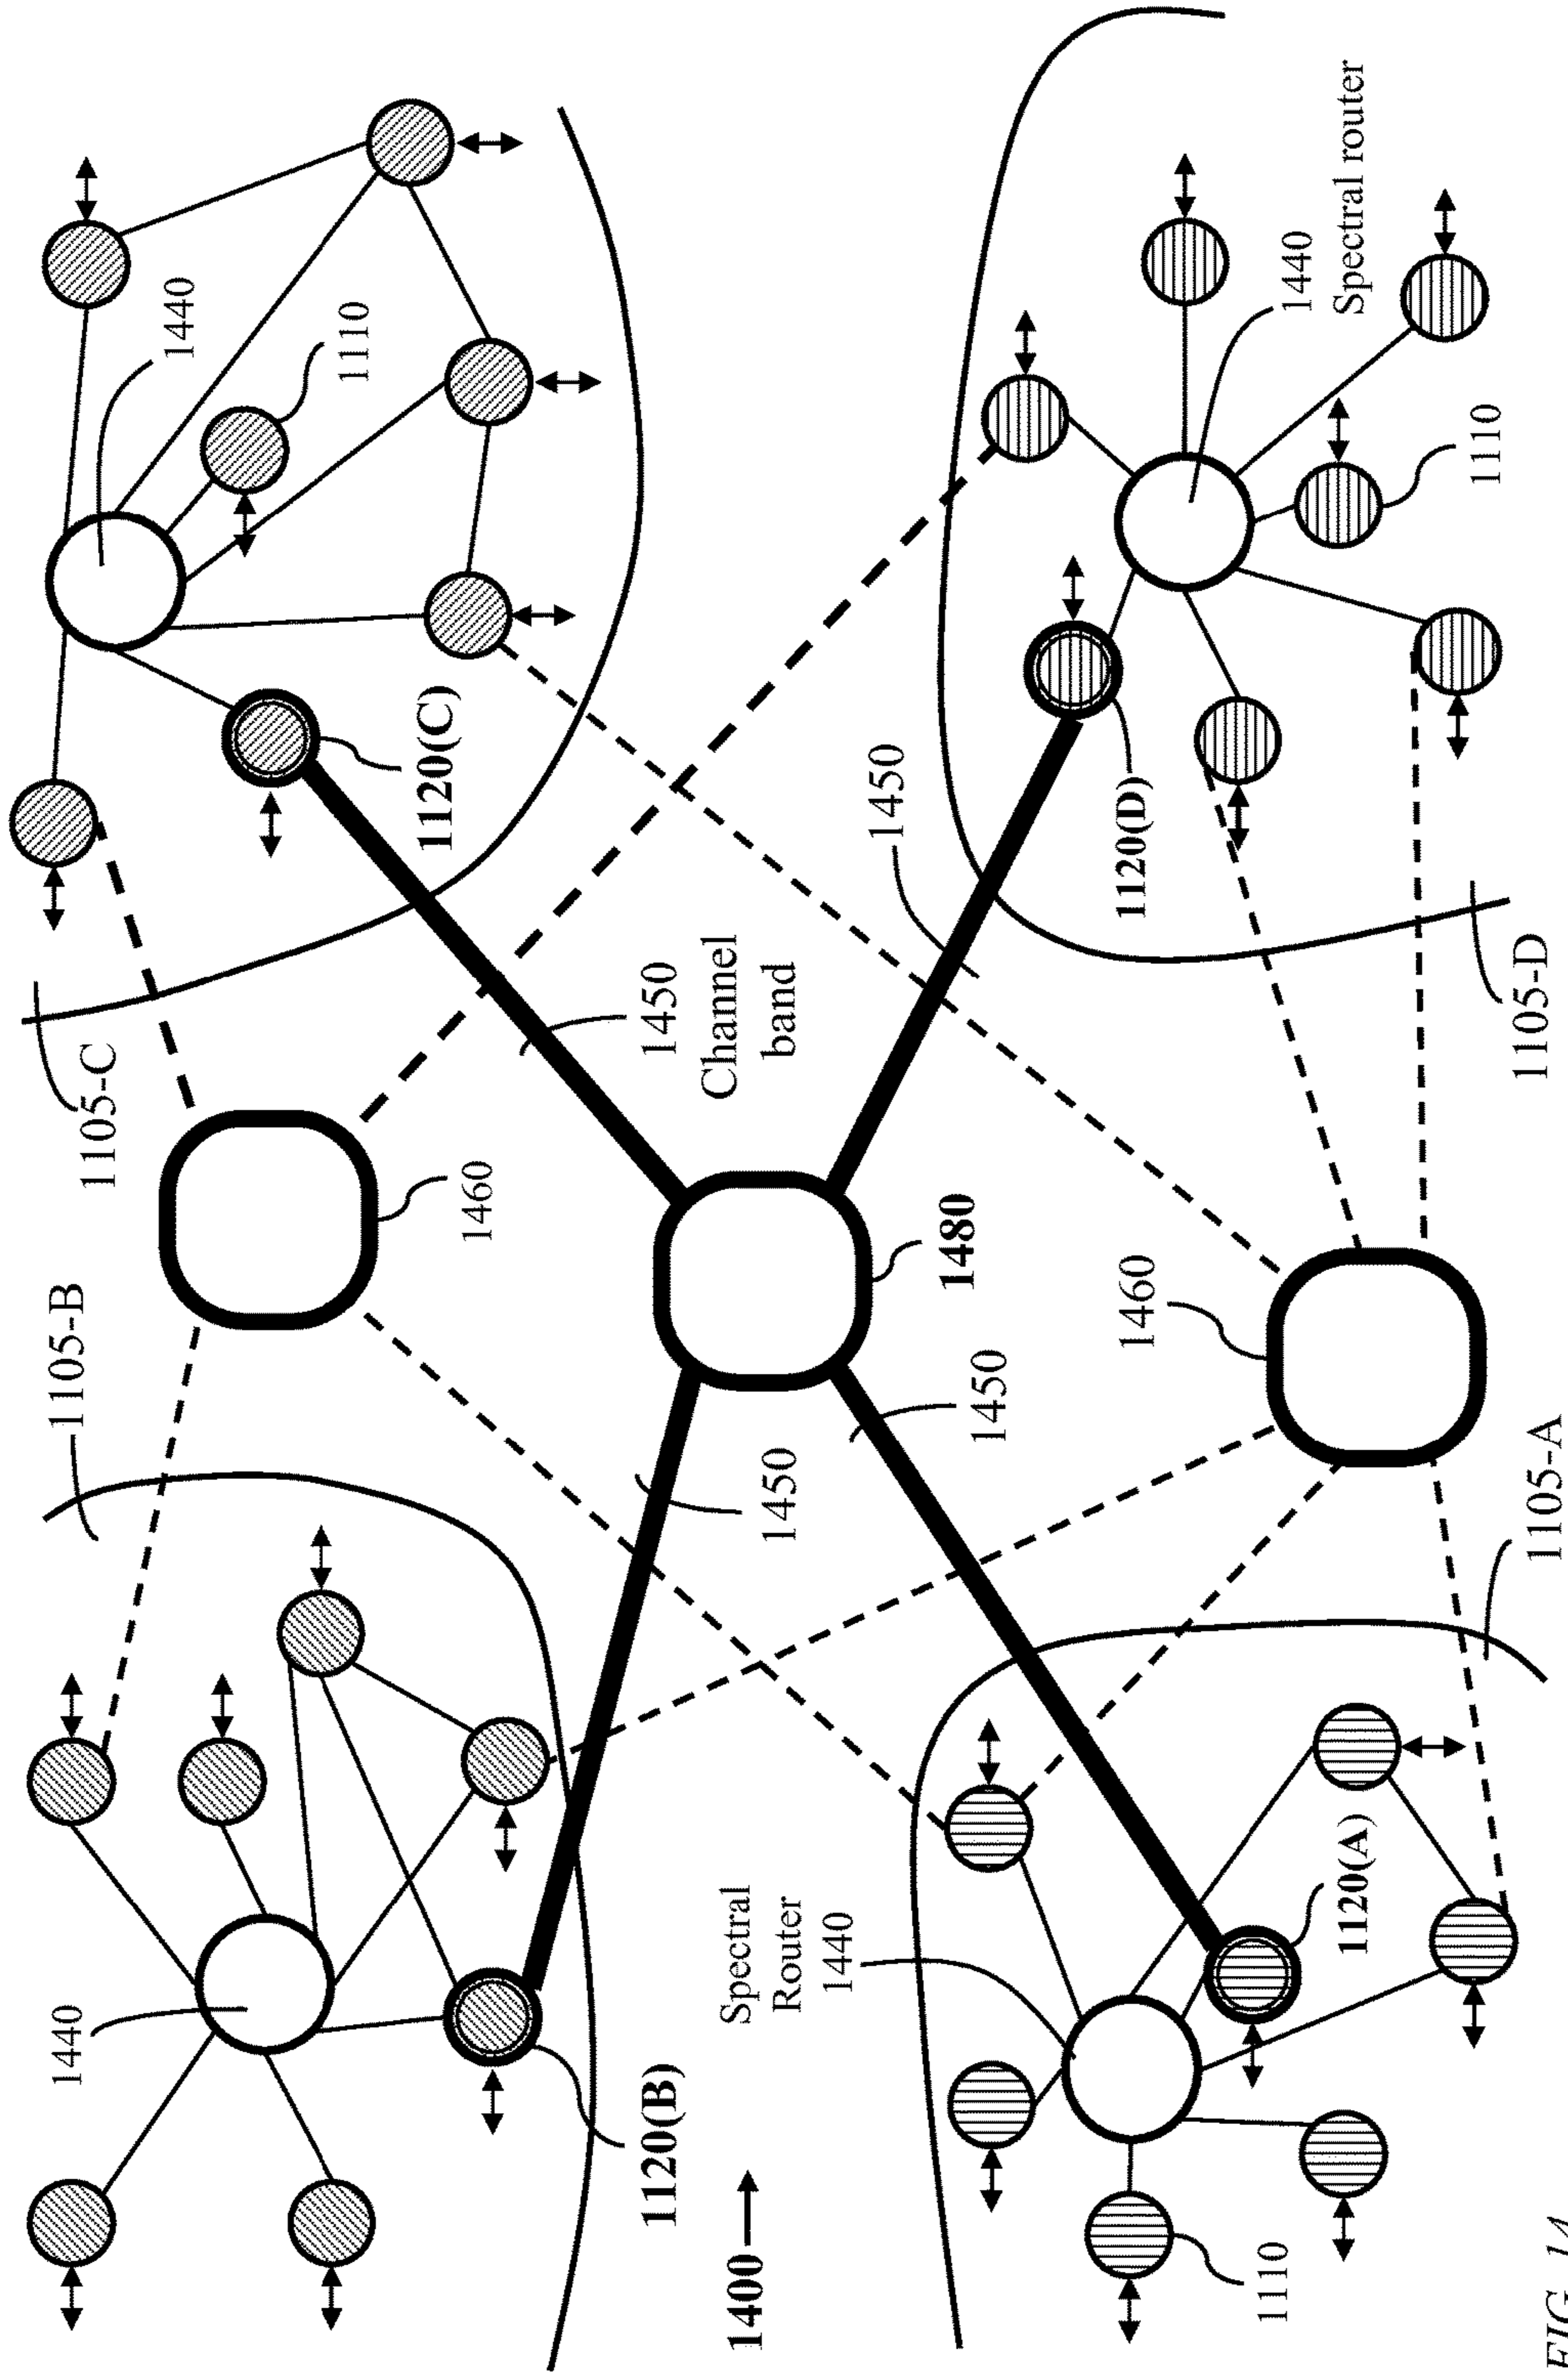 1440
1105-B
1105-C
1440
1110
1120(C)
1460
1120(B)
1450
Channel
band
1400
Spectral
Router
1440
1450
1450
1480
1450
1460
1120(D)
1110
1440
Spectral router
1120(A)
1110
1105-A
1105-D
FIG. 14